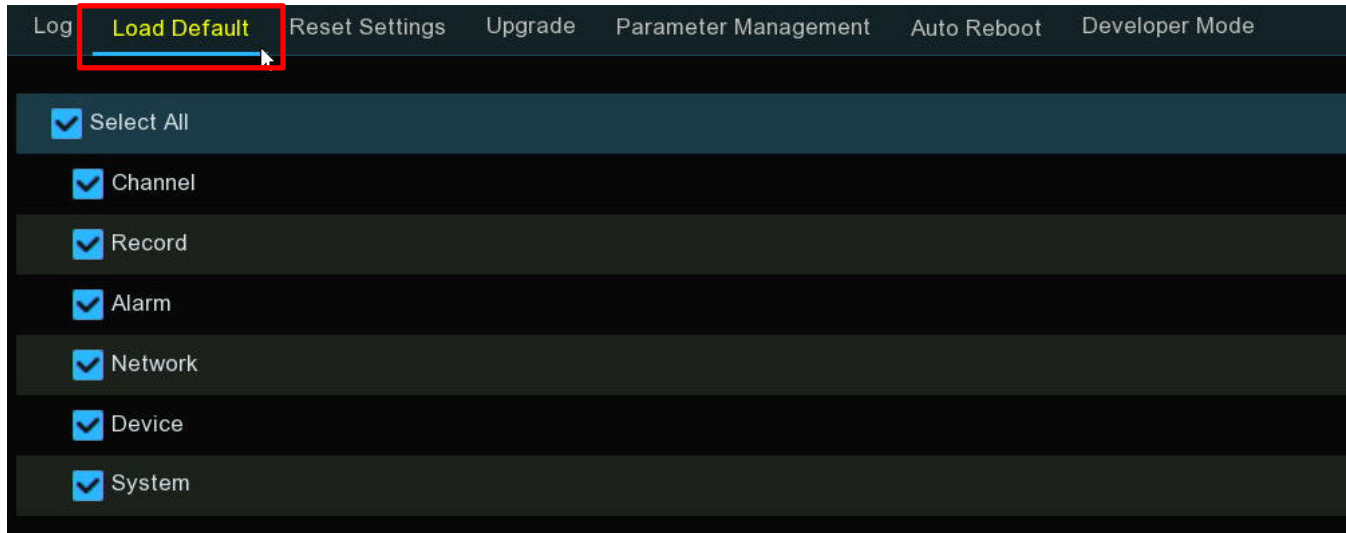 Log Load Default Reset Settings Upgrade Parameter Management Auto Reboot Developer Mode
Select All
Channel
Record
Alarm
Network
Device
System